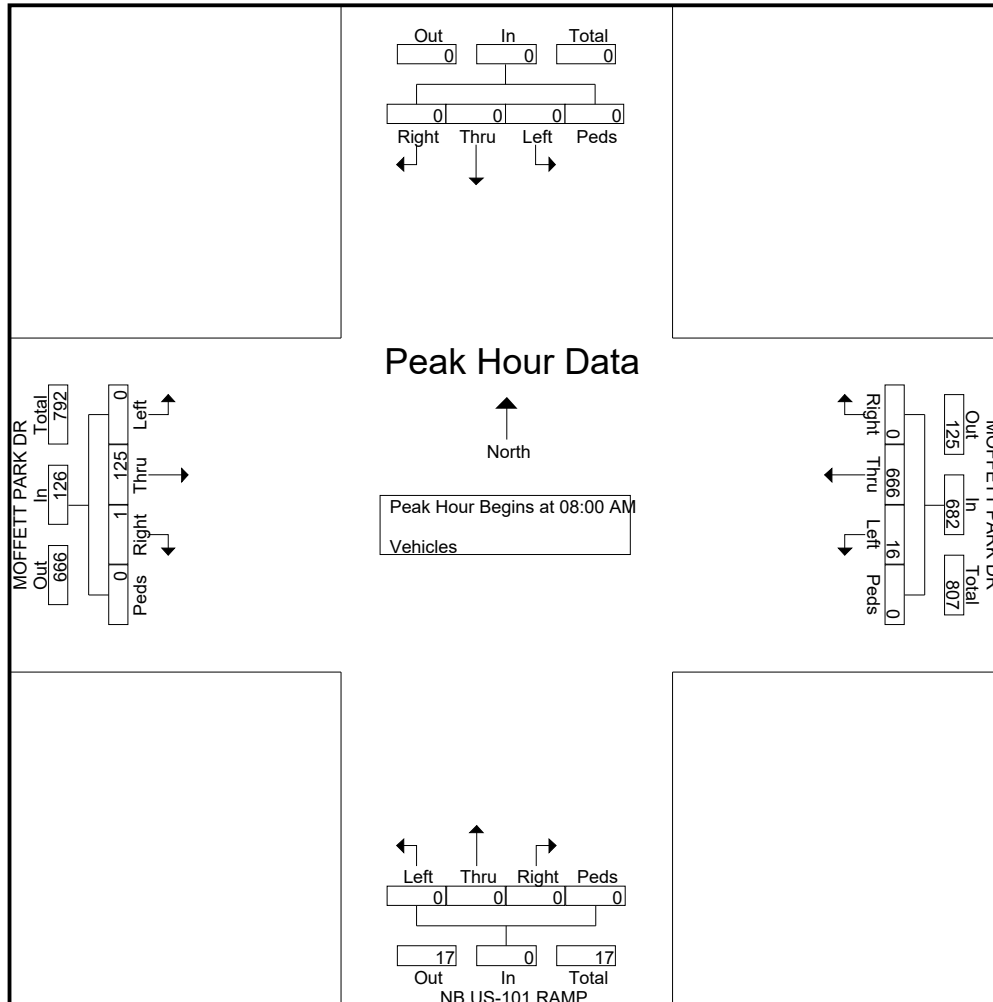 Out In Total
0 0 0
0 0 0 0
Right Thru Left Peds
Peak Hour Data
North
Peak Hour Begins at 08:00 AM
Vehicles
MOFFETT PARK DR
Out In Total
666 126 792
0 1 125 0
Peds Right Thru Left
MOFFETT PARK DR
Out In Total
125 682 807
0 666 16 0
Right Thru Left Peds
Left Thru Right Peds
0 0 0 0
17 0 17
Out In Total
NB US-101 RAMP